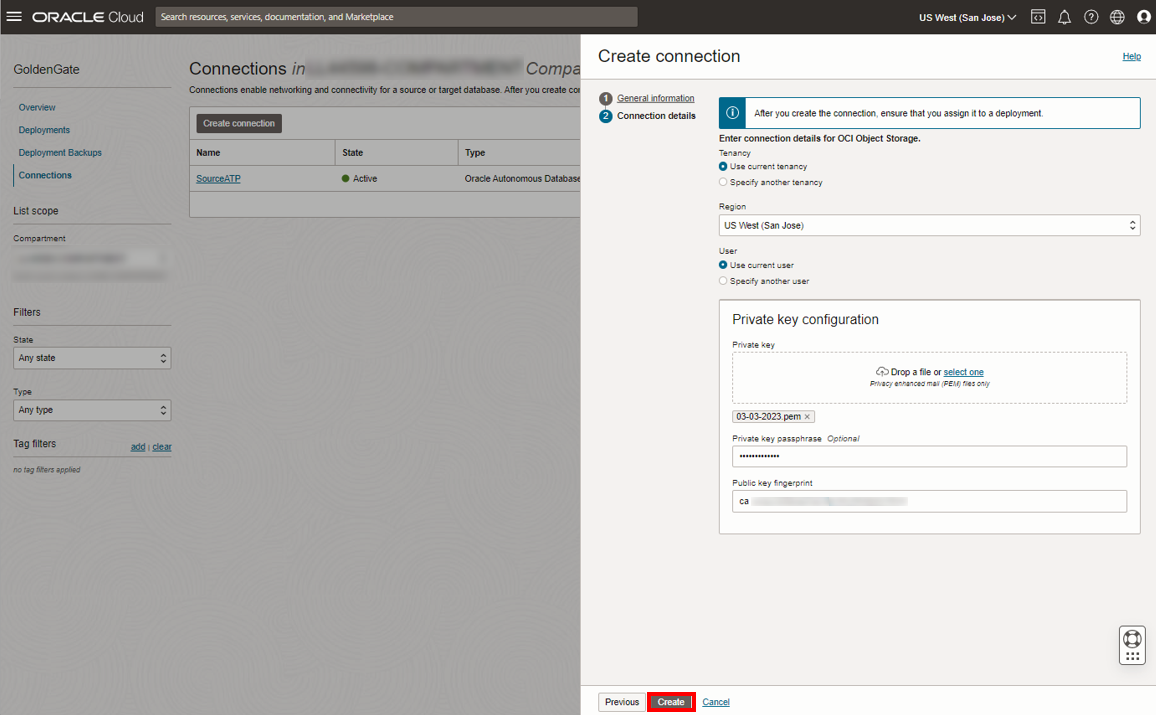 ORACLE Cloud
Search resources, services, documentation, and Marketplace
US West (San Jose)
GoldenGate
Overview
Deployments
Deployment Backups
Connections
List scope
Compartment
Filters
State
Any state
Type
Any type
Tag filters
add | clear
no tag filters applied
Connections in Compa
Connections enable networking and connectivity for a source or target database. After you create con
Create connection
Name State Type
SourceATP Active Oracle Autonomous Database
Create connection
Help
1 General information
2 Connection details
After you create the connection, ensure that you assign it to a deployment.
Enter connection details for OCI Object Storage.
Tenancy
Use current tenancy
Specify another tenancy
Region
US West (San Jose)
User
Use current user
Specify another user
Private key configuration
Private key
Drop a file or select one
Privacy enhanced mail (PEM) files only
03-03-2023.pem ×
Private key passphrase Optional
•••••••••••••
Public key fingerprint
ca
Previous Create Cancel